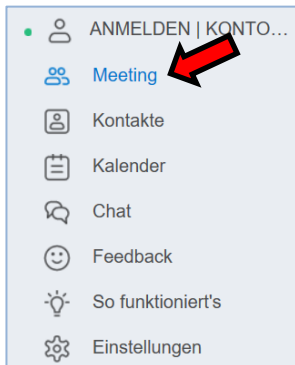 ANMELDEN | KONTO...
Meeting
Kontakte
Kalender
Chat
Feedback
So funktioniert's
Einstellungen